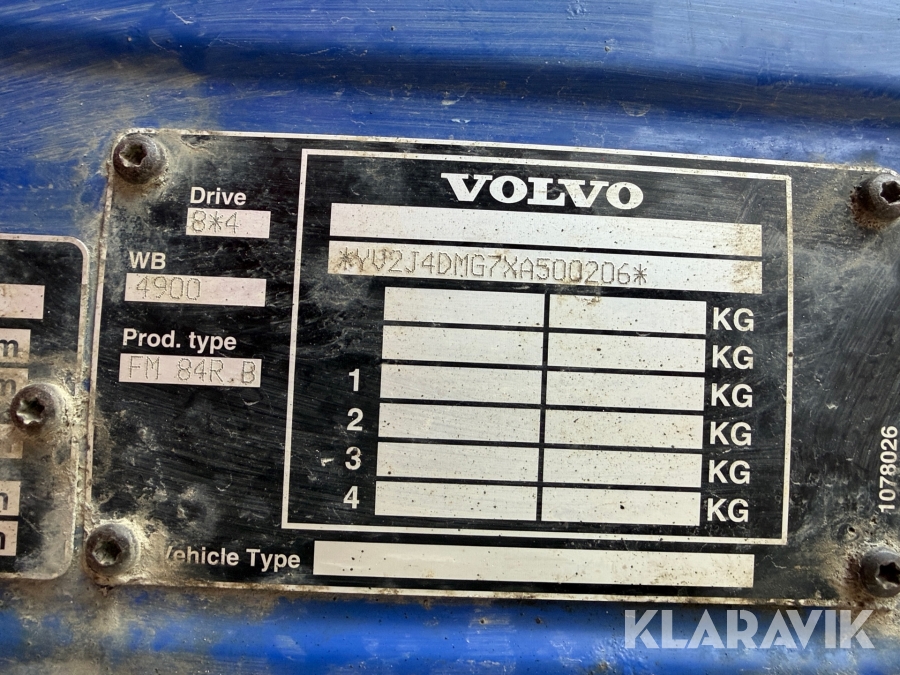 VOLVO
Drive
8*4
*YV2J4DMG7XA500206*
WB
4900
KG
Prod. type
KG
FM 84R.B
1 KG
2 KG
3 KG
4 KG
Vehicle Type
1078026
m
m
m
m
KLARAVIK